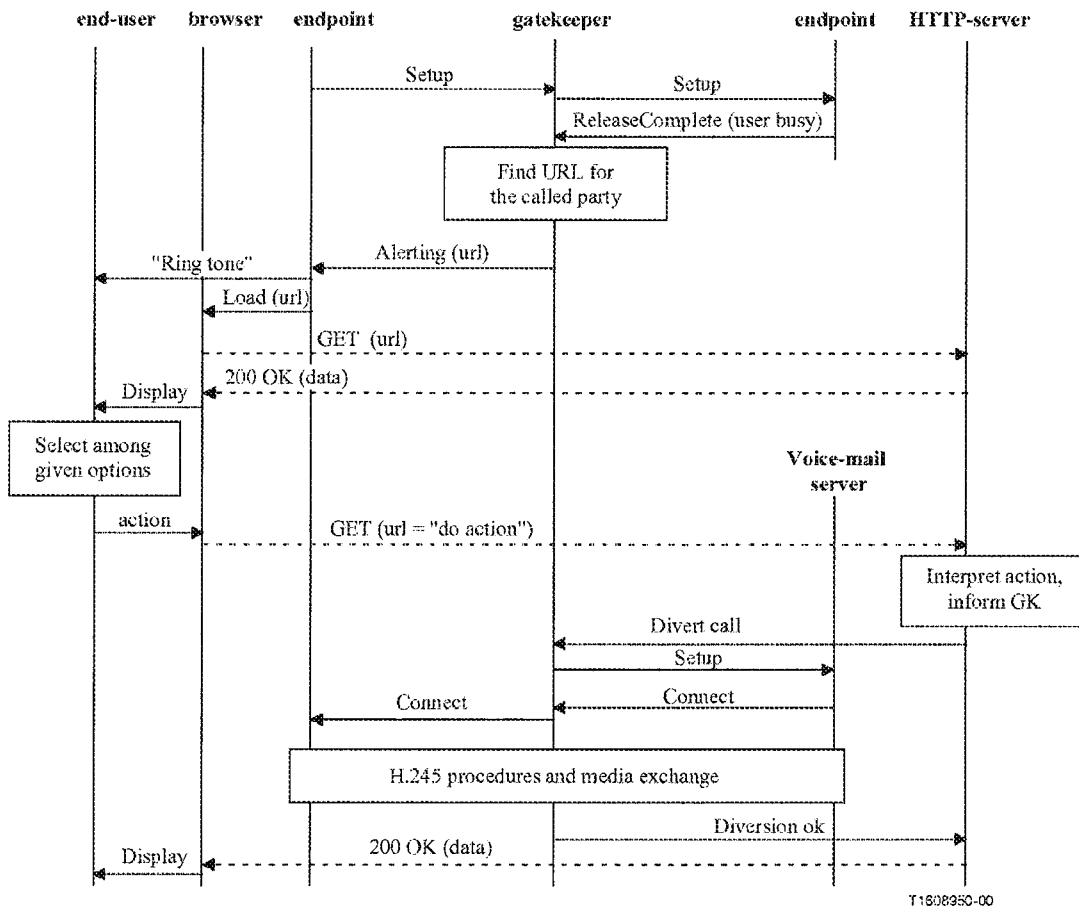 end-user browser endpoint gatekeeper endpoint HTTP-server
Setup
Setup
ReleaseComplete (user busy)
Find URL for
the called party
Alerting (url)
"Ring tone"
Load (url)
GET (url)
200 OK (data)
Display
Select among
given options
Voice-mail
server
action
GET (url = "do action")
Interpret action,
inform GK
Divert call
Setup
Connect
Connect
H.245 procedures and media exchange
Diversion ok
200 OK (data)
Display
T1608950-00